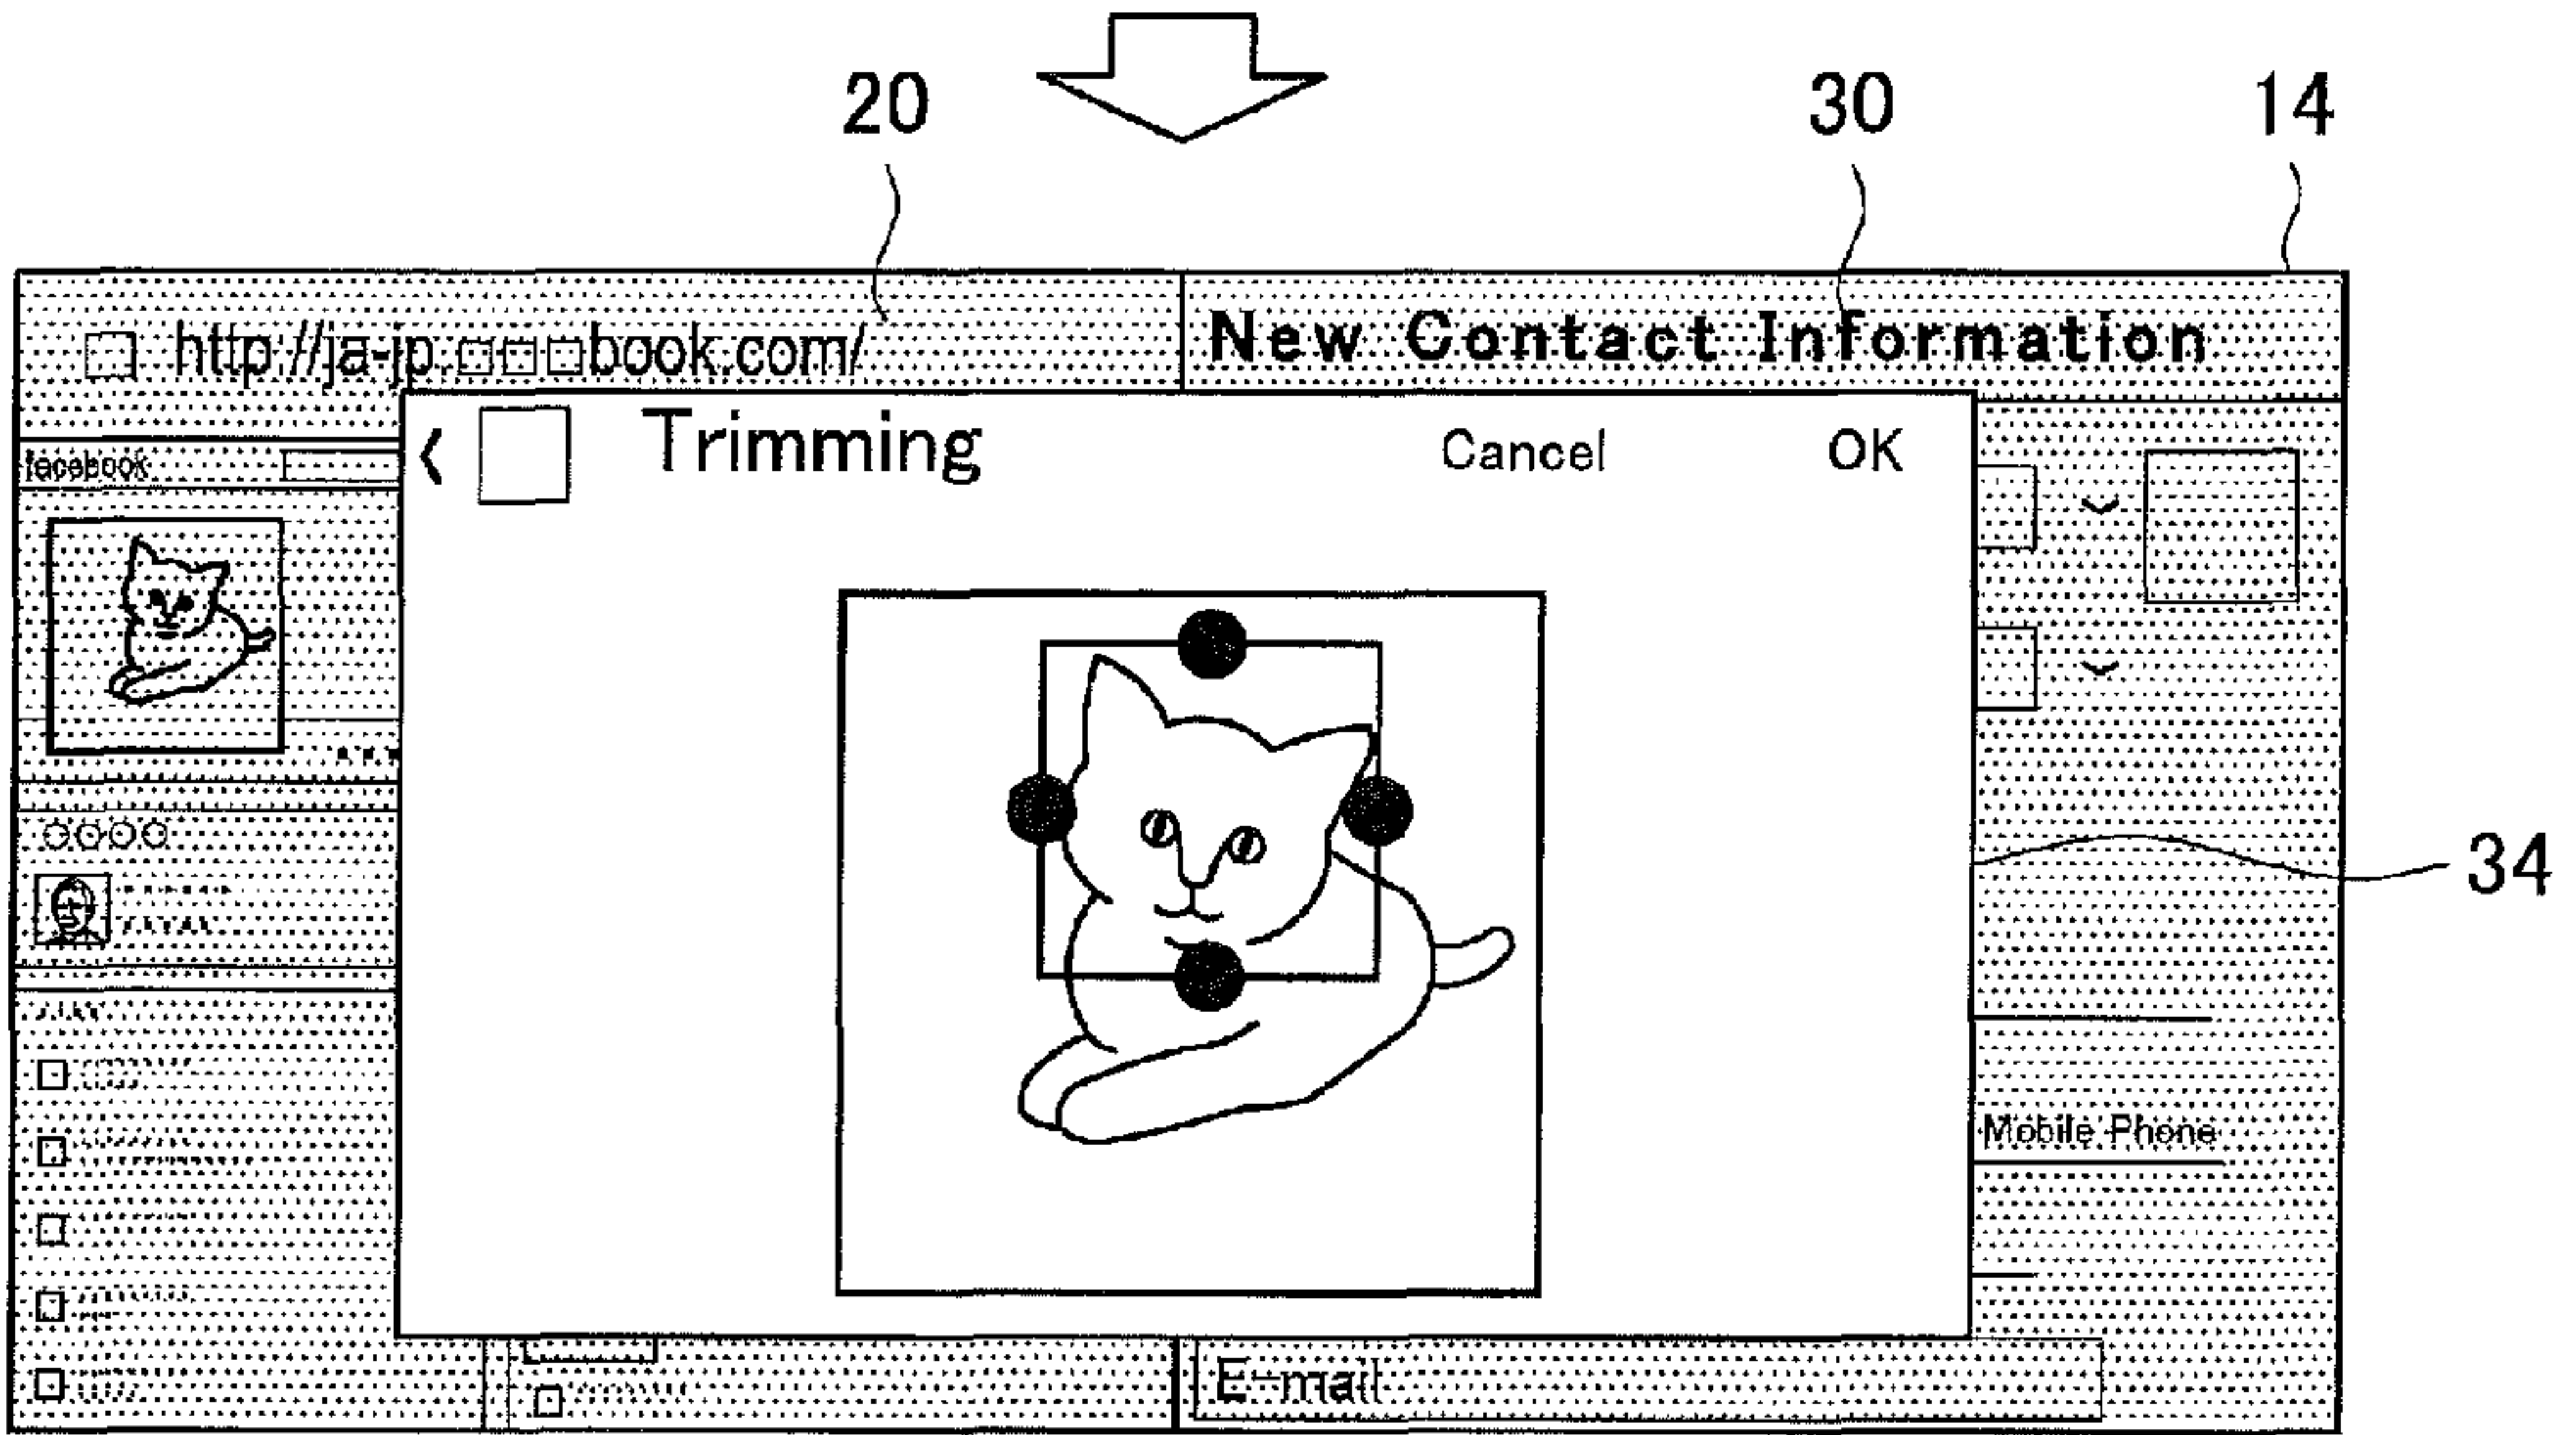 20
30
14
http://ja-jp.□□□book.com/
New Contact Information
facebook
Trimming
Cancel
OK
34
Mobile Phone
E-mail